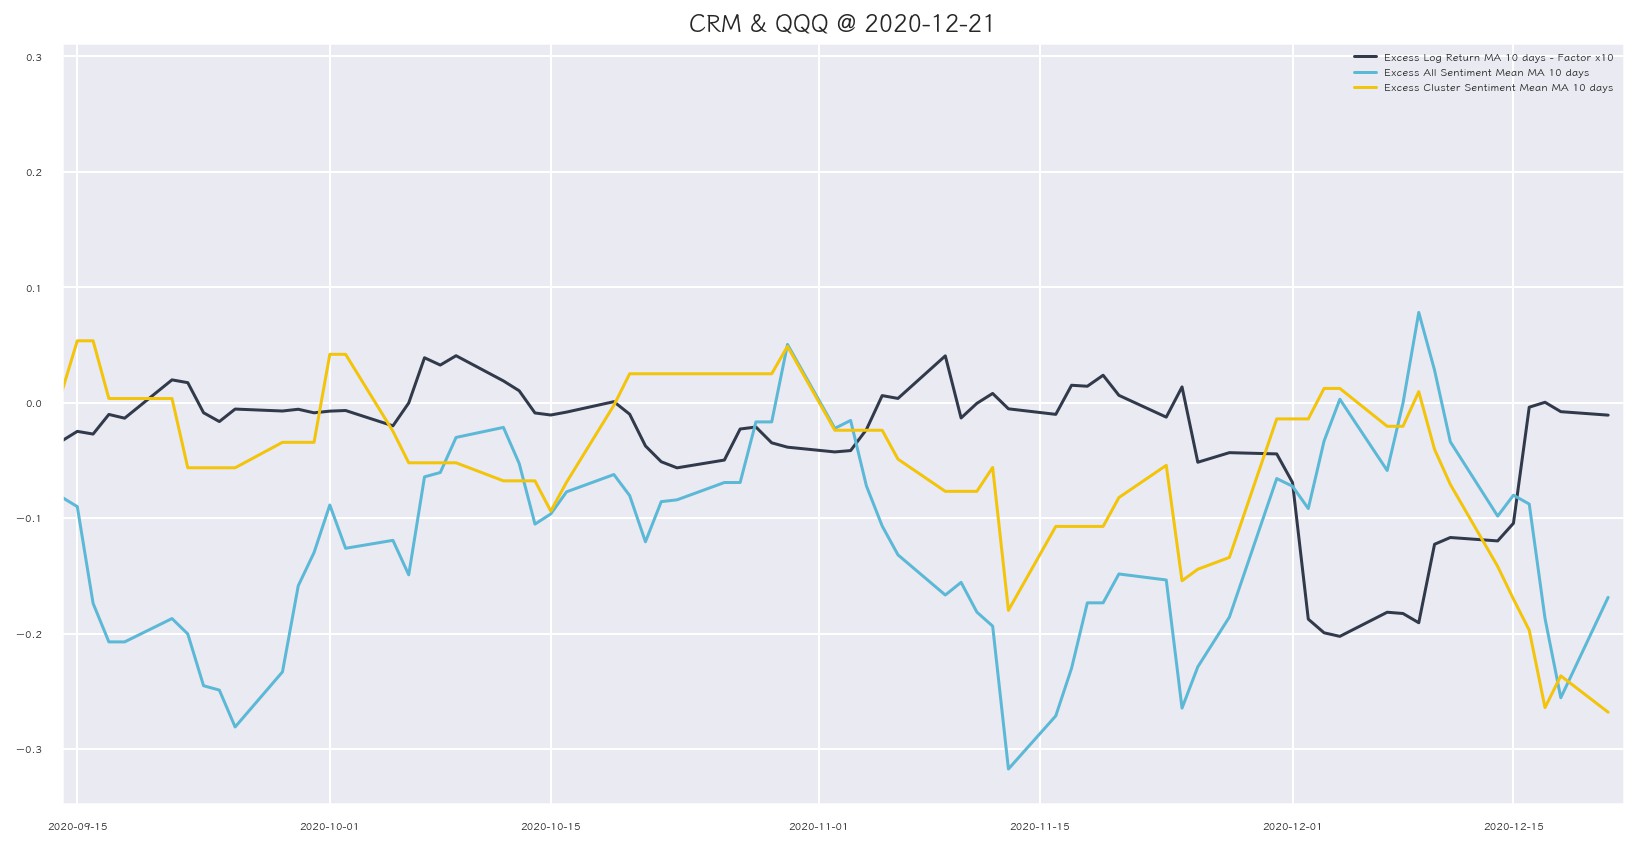 CRM & QQQ @ 2020-12-21
Excess Log Return MA 10 days - Factor x10
Excess All Sentiment Mean MA 10 days
Excess Cluster Sentiment Mean MA 10 days
0.3
0.2
0.1
0.0
−0.1
−0.2
−0.3
2020-09-15 2020-10-01 2020-10-15 2020-11-01 2020-11-15 2020-12-01 2020-12-15